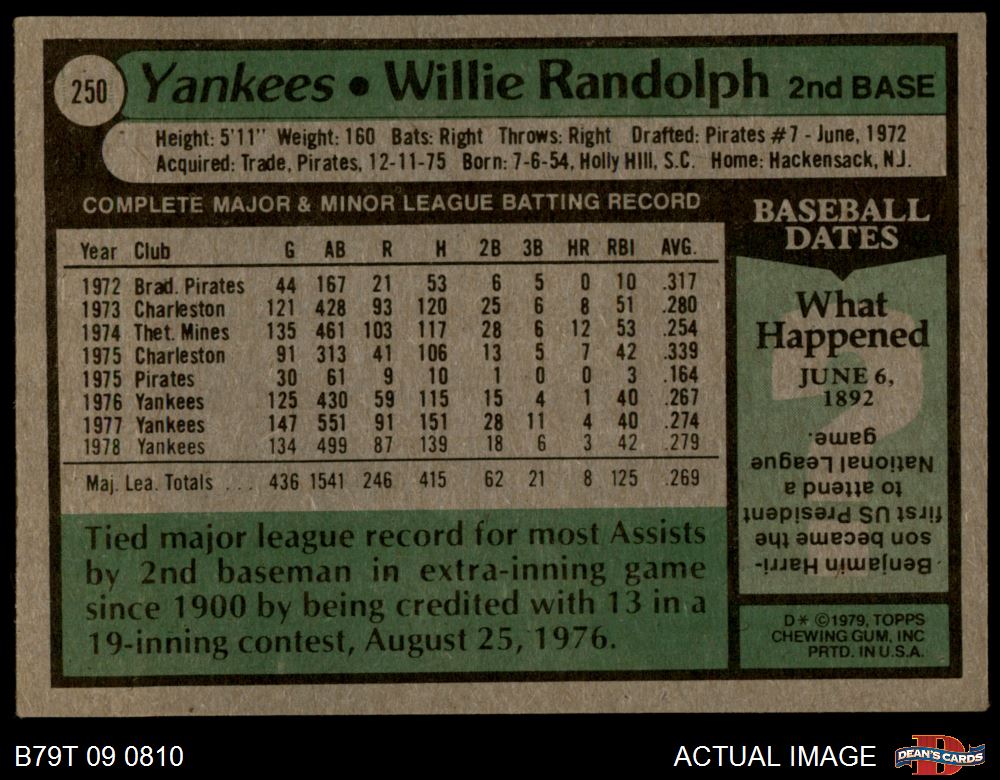 250
Yankees • Willie Randolph 2nd BASE
Height: 5'11" Weight: 160 Bats: Right Throws: Right Drafted: Pirates #7 - June, 1972
Acquired: Trade, Pirates, 12-11-75 Born: 7-6-54, Holly Hill, S.C. Home: Hackensack, N.J.
COMPLETE MAJOR & MINOR LEAGUE BATTING RECORD
Year Club G AB R H 2B 3B HR RBI AVG.
1972 Brad. Pirates 44 167 21 53 6 5 0 10 .317
1973 Charleston 121 428 93 120 25 6 8 51 .280
1974 Thet. Mines 135 461 103 117 28 6 12 53 .254
1975 Charleston 91 313 41 106 13 5 7 42 .339
1975 Pirates 30 61 9 10 1 0 0 3 .164
1976 Yankees 125 430 59 115 15 4 1 40 .267
1977 Yankees 147 551 91 151 28 11 4 40 .274
1978 Yankees 134 499 87 139 18 6 3 42 .279
Maj. Lea. Totals .... 436 1541 246 415 62 21 8 125 .269
Tied major league record for most Assists
by 2nd baseman in extra-inning game
since 1900 by being credited with 13 in a
19-inning contest, August 25, 1976.
BASEBALL
DATES
What
Happened
JUNE 6,
1892
Benjamin Harri-
son became the
first US President
to attend a
National League
game.
D* ©1979, TOPPS
CHEWING GUM, INC
PRTD. IN U.S.A.
B79T 09 0810
ACTUAL IMAGE
D
DEAN'S CARDS